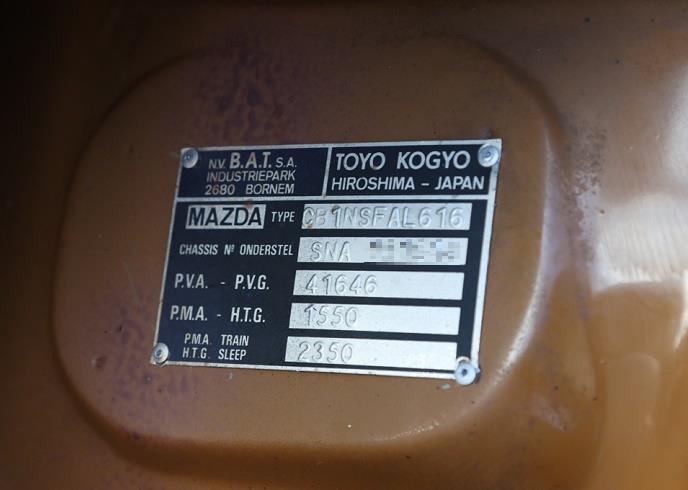 N.V. B.A.T. S.A.
INDUSTRIEPARK
2680 BORNEM
TOYO KOGYO
HIROSHIMA - JAPAN
MAZDA TYPE CB1NSFAL616
CHASSIS Nº ONDERSTEL SNA
P.V.A. - P.V.G. 41646
P.M.A. - H.T.G. 1550
P.M.A. TRAIN
H.T.G. SLEEP 2350